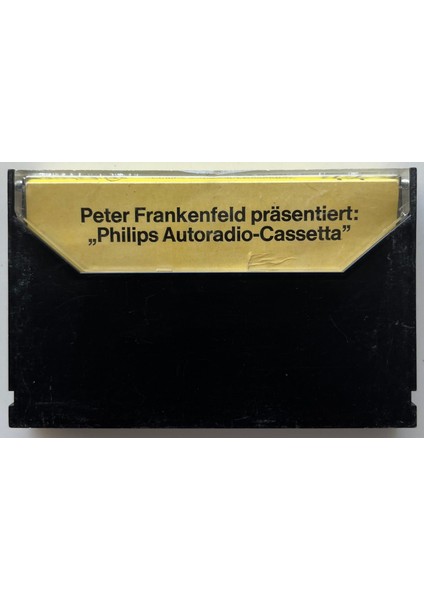 Peter Frankenfeld präsentiert:
„Philips Autoradio-Cassetta”